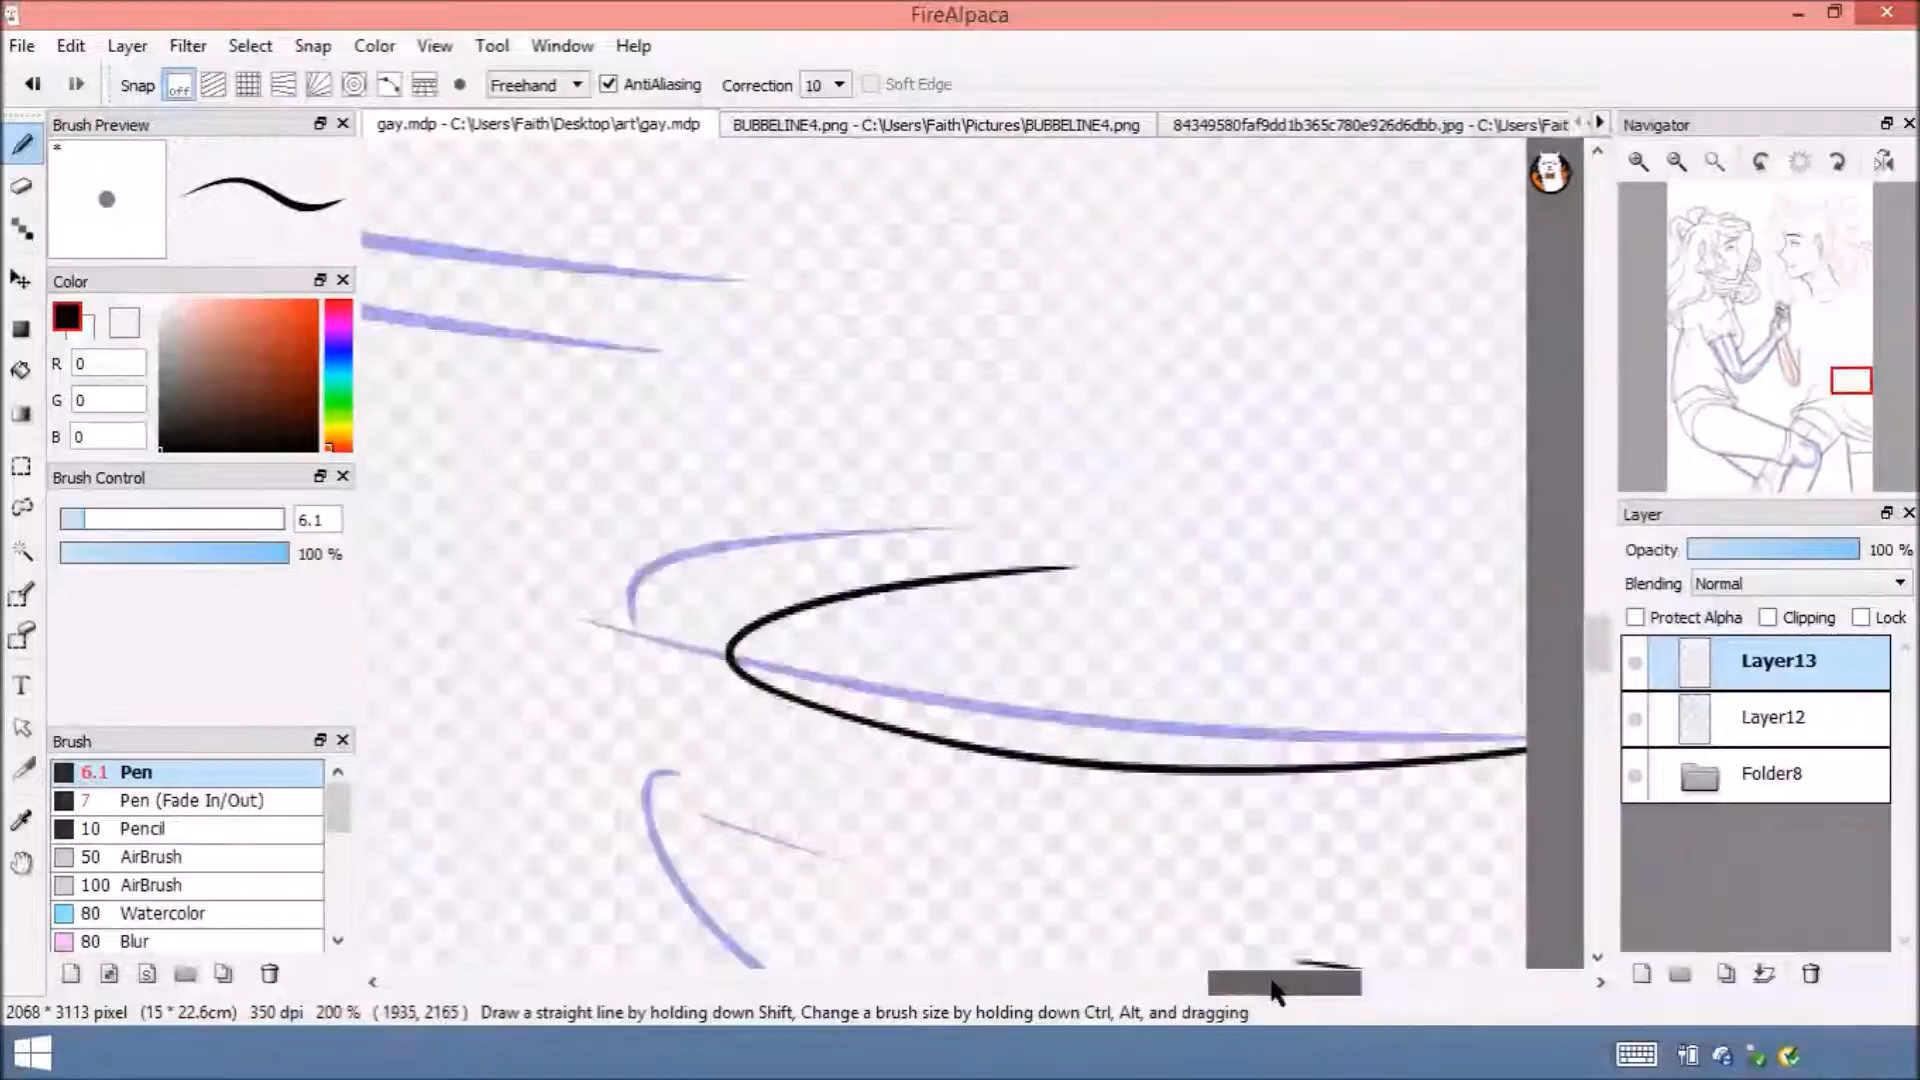 FireAlpaca
File Edit Layer Filter Select Snap Color View Tool Window Help
Snap off Freehand AntiAliasing Correction 10 Soft Edge
Brush Preview
gay.mdp - C:\Users\Faith\Desktop\art\gay.mdp
BUBBELINE4.png - C:\Users\Faith\Pictures\BUBBELINE4.png
84349580faf9dd1b365c780e926d6dbb.jpg - C:\Users\Fait
Navigator
*
Color
R 0
G 0
B 0
Brush Control
6.1
100 %
Brush
6.1 Pen
7 Pen (Fade In/Out)
10 Pencil
50 AirBrush
100 AirBrush
80 Watercolor
80 Blur
T
Layer
Opacity 100 %
Blending Normal
Protect Alpha Clipping Lock
Layer13
Layer12
Folder8
2068 * 3113 pixel (15 * 22.6cm) 350 dpi 200 % ( 1935, 2165 ) Draw a straight line by holding down Shift, Change a brush size by holding down Ctrl, Alt, and dragging